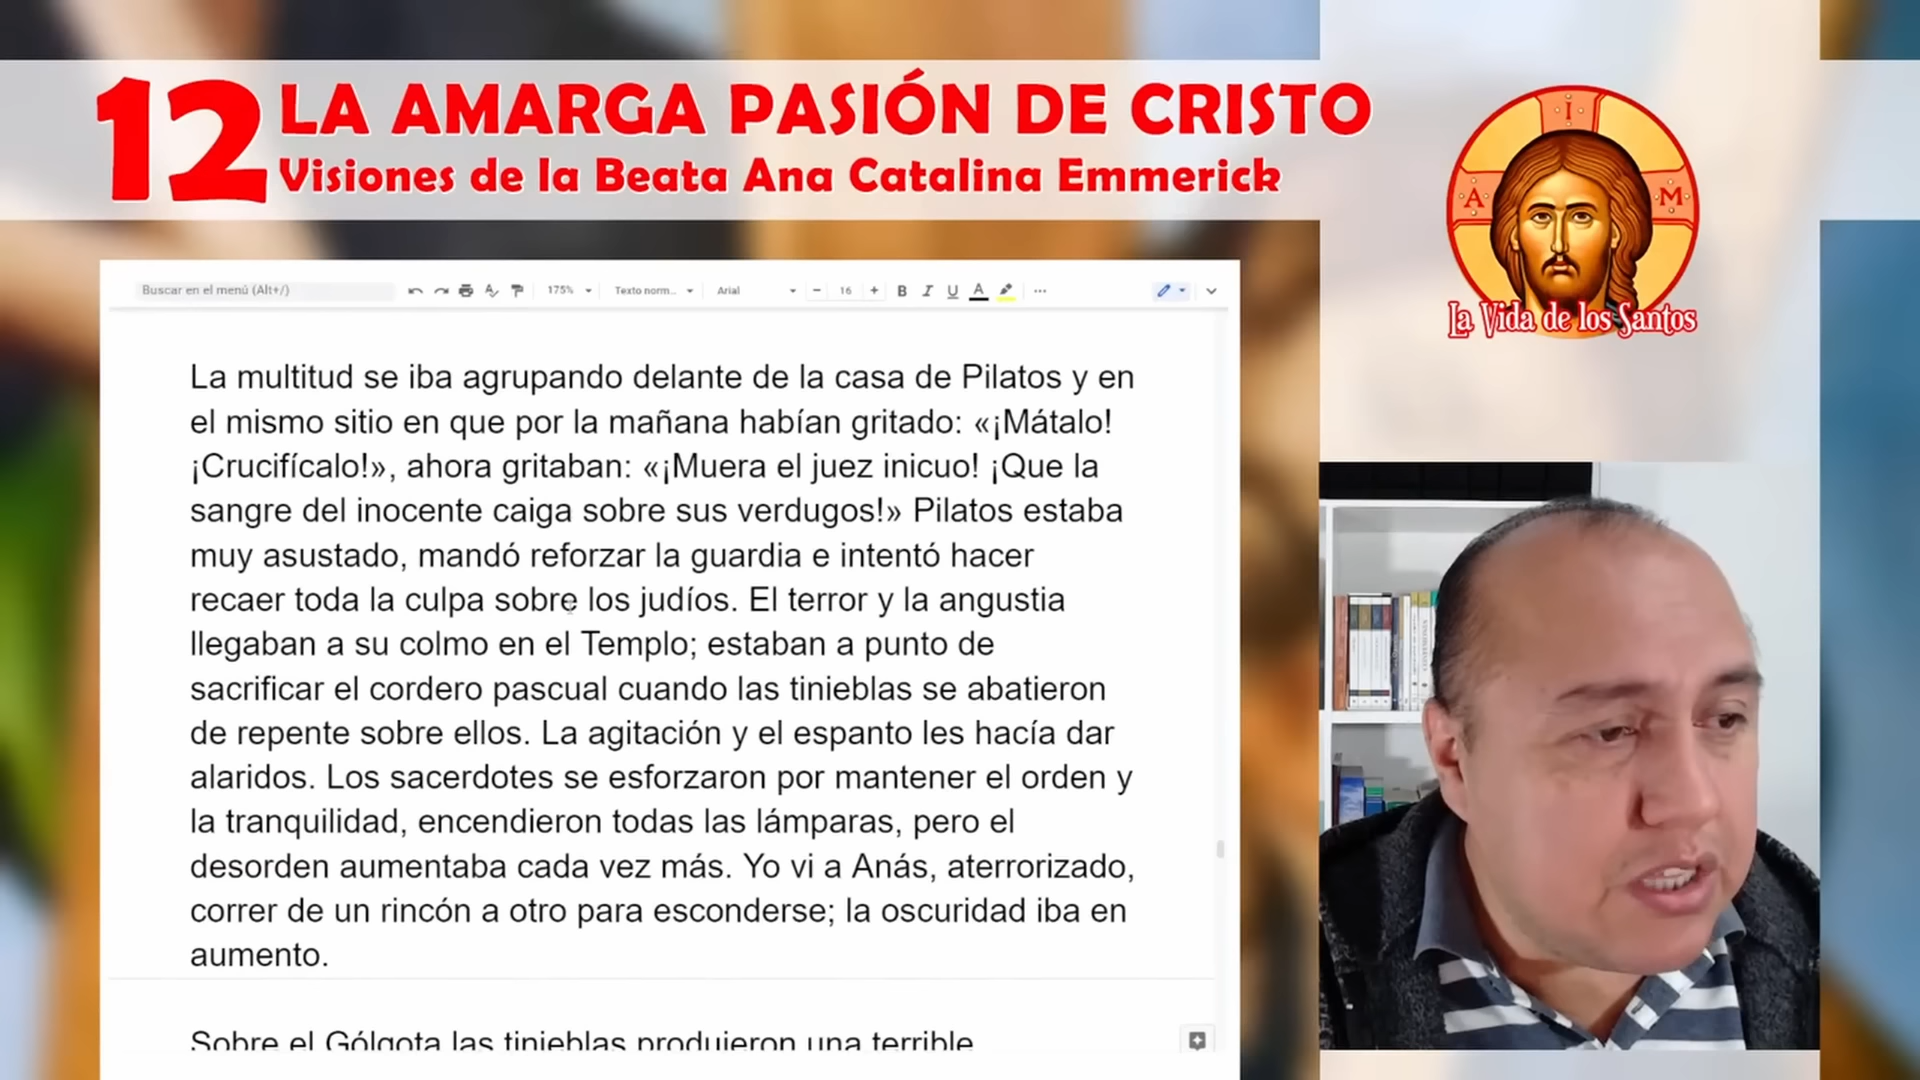 12 LA AMARGA PASIÓN DE CRISTO
Visiones de la Beata Ana Catalina Emmerick
I
A M
La Vida de los Santos
Buscar en el menú (Alt+/)
175% Texto norm... Arial 16 B I U A
La multitud se iba agrupando delante de la casa de Pilatos y en
el mismo sitio en que por la mañana habían gritado: «¡Mátalo!
¡Crucifícalo!», ahora gritaban: «¡Muera el juez inicuo! ¡Que la
sangre del inocente caiga sobre sus verdugos!» Pilatos estaba
muy asustado, mandó reforzar la guardia e intentó hacer
recaer toda la culpa sobre los judíos. El terror y la angustia
llegaban a su colmo en el Templo; estaban a punto de
sacrificar el cordero pascual cuando las tinieblas se abatieron
de repente sobre ellos. La agitación y el espanto les hacía dar
alaridos. Los sacerdotes se esforzaron por mantener el orden y
la tranquilidad, encendieron todas las lámparas, pero el
desorden aumentaba cada vez más. Yo vi a Anás, aterrorizado,
correr de un rincón a otro para esconderse; la oscuridad iba en
aumento.
Sobre el Gólgota las tinieblas produjeron una terrible